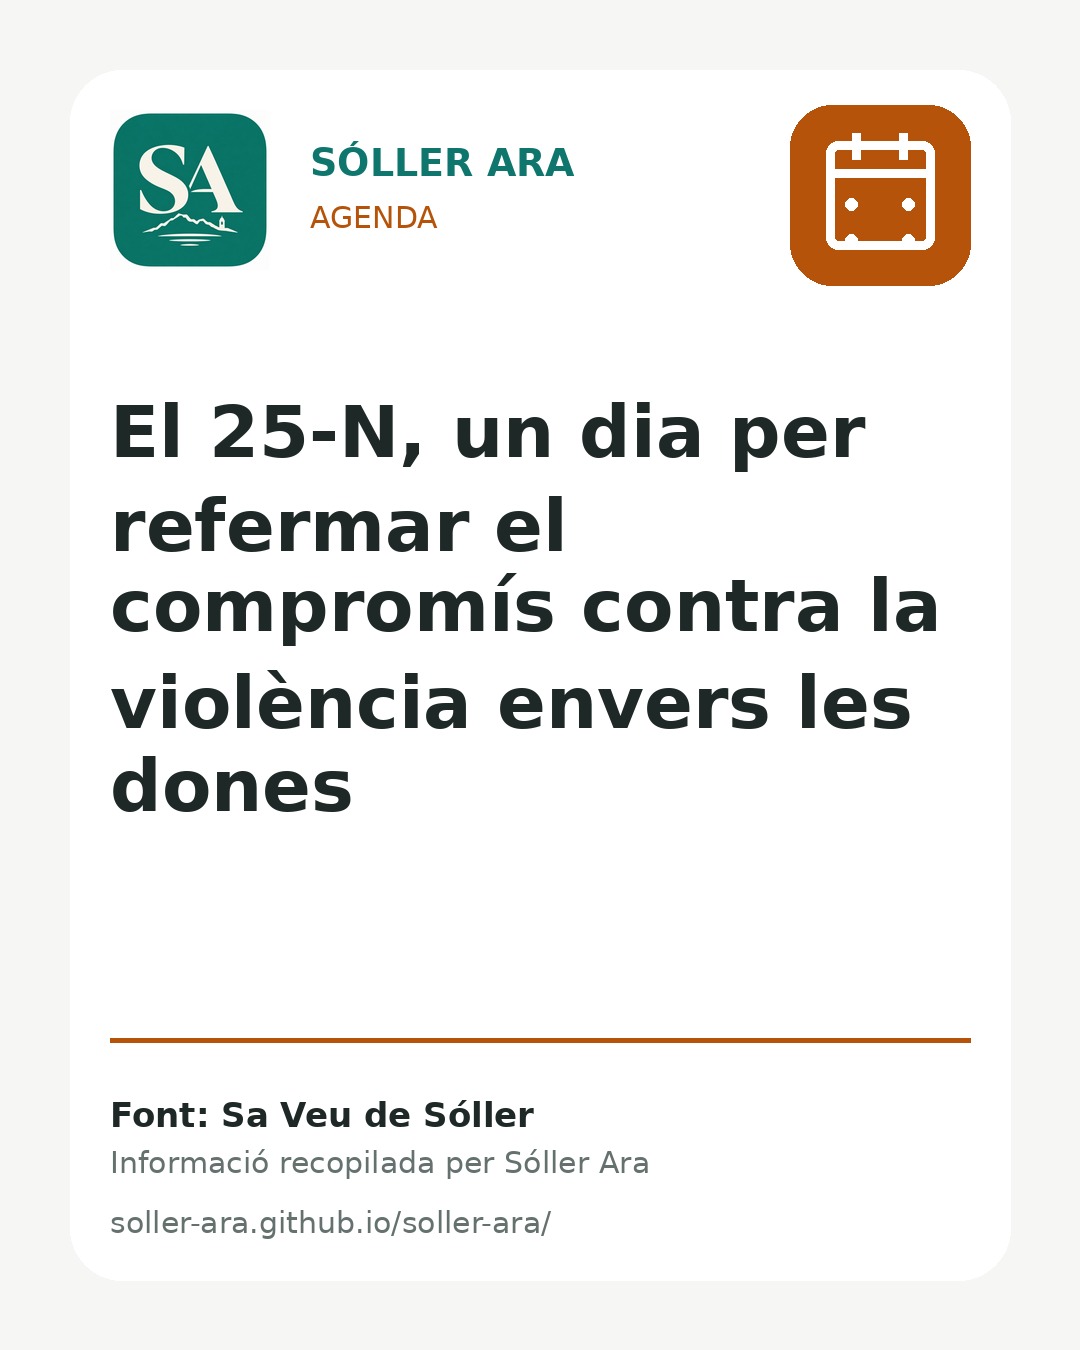 SA
SÓLLER ARA
AGENDA
El 25-N, un dia per
refermar el
compromís contra la
violència envers les
dones
Font: Sa Veu de Sóller
Informació recopilada per Sóller Ara
soller-ara.github.io/soller-ara/